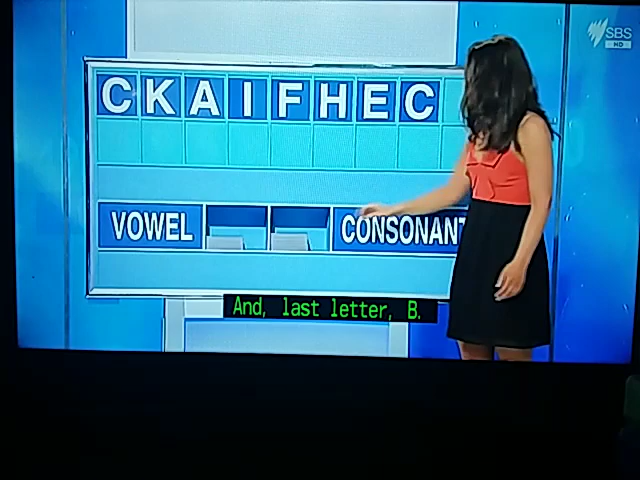 SBS
HD
CKAIFHEC
VOWEL
CONSONANT
And, last letter, B.